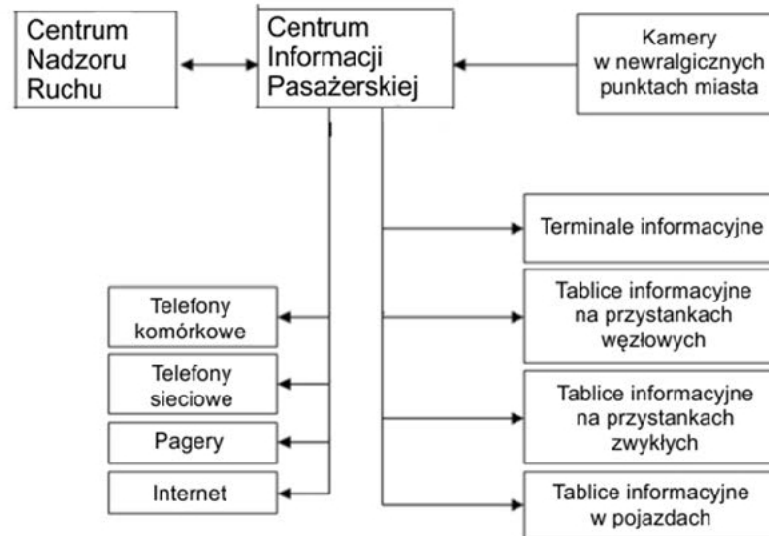 Centrum
Nadzoru
Ruchu
Centrum
Informacji
Pasażerskiej
Kamery
w newralgicznych
punktach miasta
Terminale informacyjne
Tablice informacyjne
na przystankach
węzłowych
Tablice informacyjne
na przystankach
zwykłych
Tablice informacyjne
w pojazdach
Telefony
komórkowe
Telefony
sieciowe
Pagery
Internet